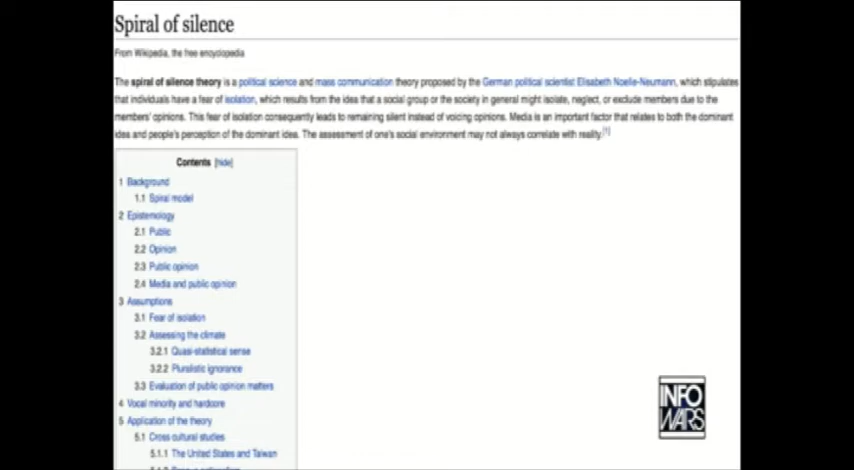 Spiral of silence
From Wikipedia, the free encyclopedia
The spiral of silence theory is a political science and mass communication theory proposed by the German political scientist Elisabeth Noelle-Neumann, which stipulates
that individuals have a fear of isolation, which results from the idea that a social group or the society in general might isolate, neglect, or exclude members due to the
members' opinions. This fear of isolation consequently leads to remaining silent instead of voicing opinions. Media is an important factor that relates to both the dominant
idea and people's perception of the dominant idea. The assessment of one's social environment may not always correlate with reality.[1]
Contents [hide]
1 Background
1.1 Spiral model
2 Epistemology
2.1 Public
2.2 Opinion
2.3 Public opinion
2.4 Media and public opinion
3 Assumptions
3.1 Fear of isolation
3.2 Assessing the climate
3.2.1 Quasi-statistical sense
3.2.2 Pluralistic ignorance
3.3 Evaluation of public opinion matters
4 Vocal minority and hardcore
5 Application of the theory
5.1 Cross cultural studies
5.1.1 The United States and Taiwan
INFO
WARS